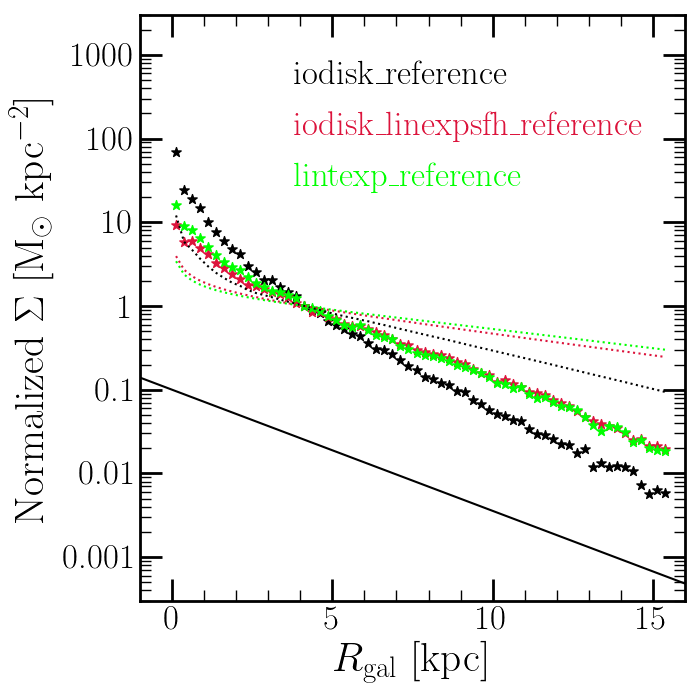 1000
100
10
1
0.1
0.01
0.001
Normalized Σ [M⊙ kpc⁻²]
iodisk_reference
iodisk_linexpsfh_reference
lintexp_reference
0 5 10 15
R_gal [kpc]